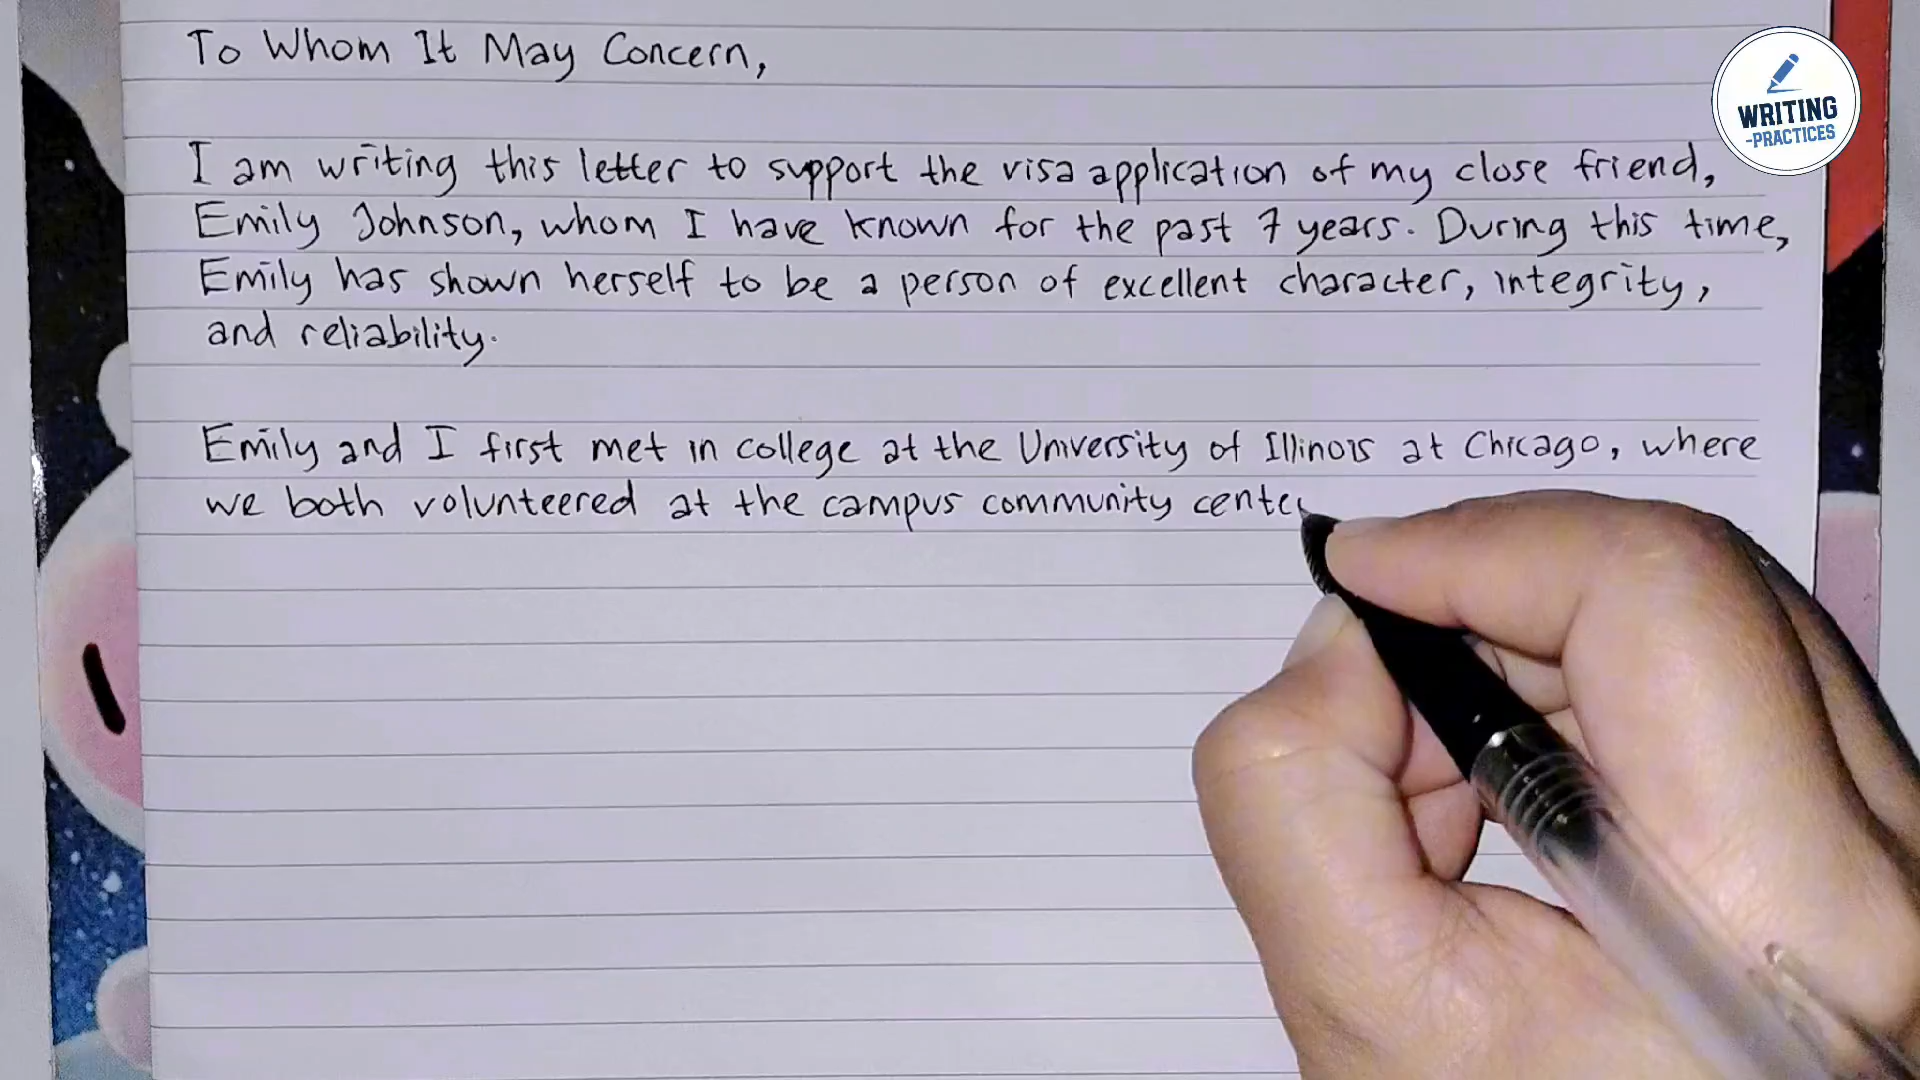 To Whom It May Concern,
I am writing this letter to support the visa application of my close friend,
Emily Johnson, whom I have known for the past 7 years. During this time,
Emily has shown herself to be a person of excellent character, integrity,
and reliability.
Emily and I first met in college at the University of Illinois at Chicago, where
we both volunteered at the campus community center
WRITING
-PRACTICES